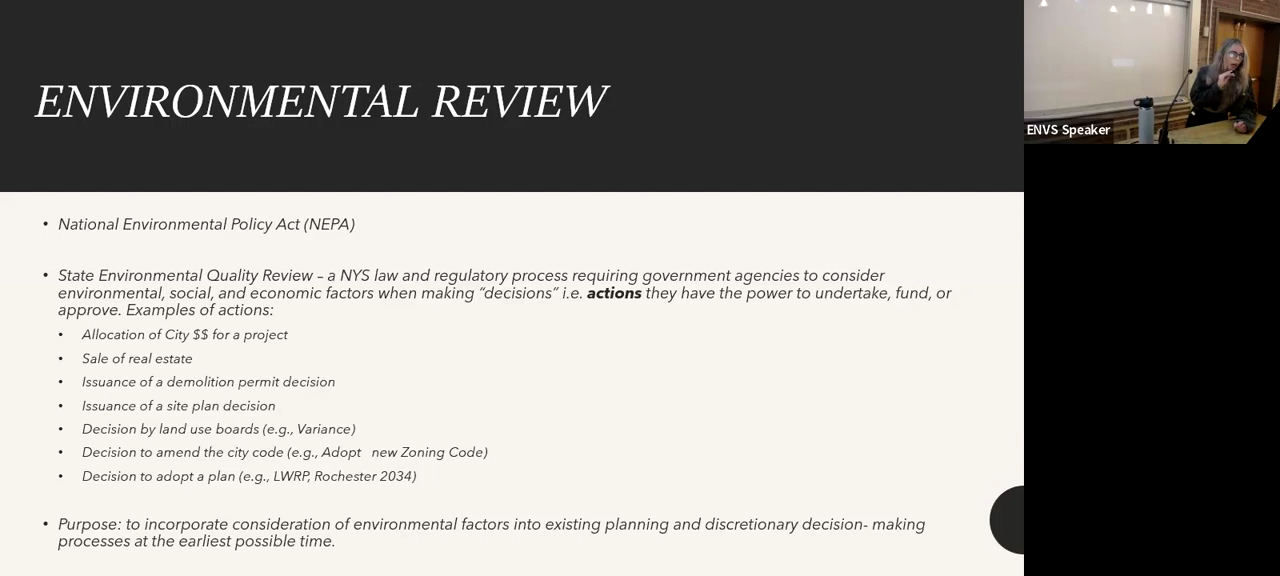 ENVIRONMENTAL REVIEW
• National Environmental Policy Act (NEPA)
• State Environmental Quality Review – a NYS law and regulatory process requiring government agencies to consider
environmental, social, and economic factors when making “decisions” i.e. actions they have the power to undertake, fund, or
approve. Examples of actions:
• Allocation of City $$ for a project
• Sale of real estate
• Issuance of a demolition permit decision
• Issuance of a site plan decision
• Decision by land use boards (e.g., Variance)
• Decision to amend the city code (e.g., Adopt new Zoning Code)
• Decision to adopt a plan (e.g., LWRP, Rochester 2034)
• Purpose: to incorporate consideration of environmental factors into existing planning and discretionary decision- making
processes at the earliest possible time.
ENVS Speaker